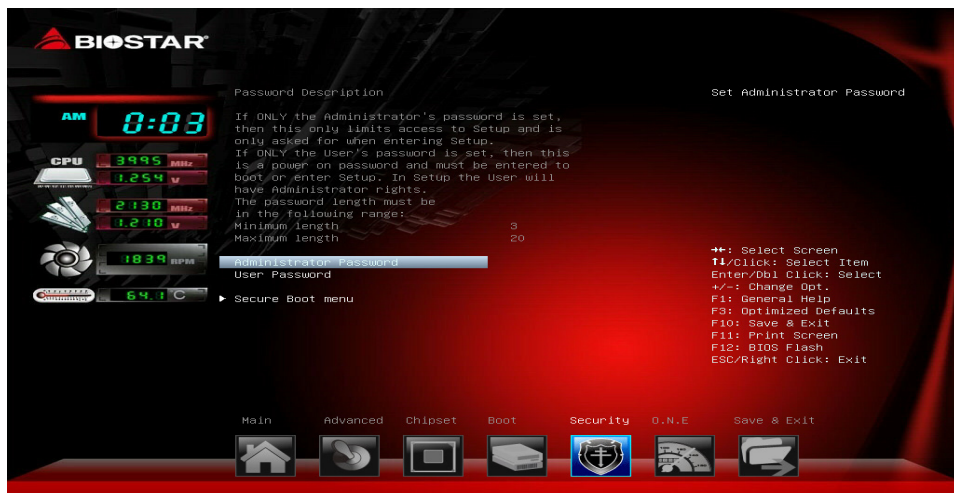 BIOSTAR
Password Description
Set Administrator Password
If ONLY the Administrator's password is set,
then this only limits access to Setup and is
only asked for when entering Setup.
If ONLY the User's password is set, then this
is a power on password and must be entered to
boot or enter Setup. In Setup the User will
have Administrator rights.
The password length must be
in the following range:
Minimum length 3
Maximum length 20
Administrator Password
User Password
▶ Secure Boot menu
AM 0:03
CPU 3995 MHz
1.254 V
2130 MHz
1.210 V
1839 RPM
64.1 °C
→←: Select Screen
↑↓/Click: Select Item
Enter/Dbl Click: Select
+/-: Change Opt.
F1: General Help
F3: Optimized Defaults
F10: Save & Exit
F11: Print Screen
F12: BIOS Flash
ESC/Right Click: Exit
Main Advanced Chipset Boot Security O.N.E Save & Exit